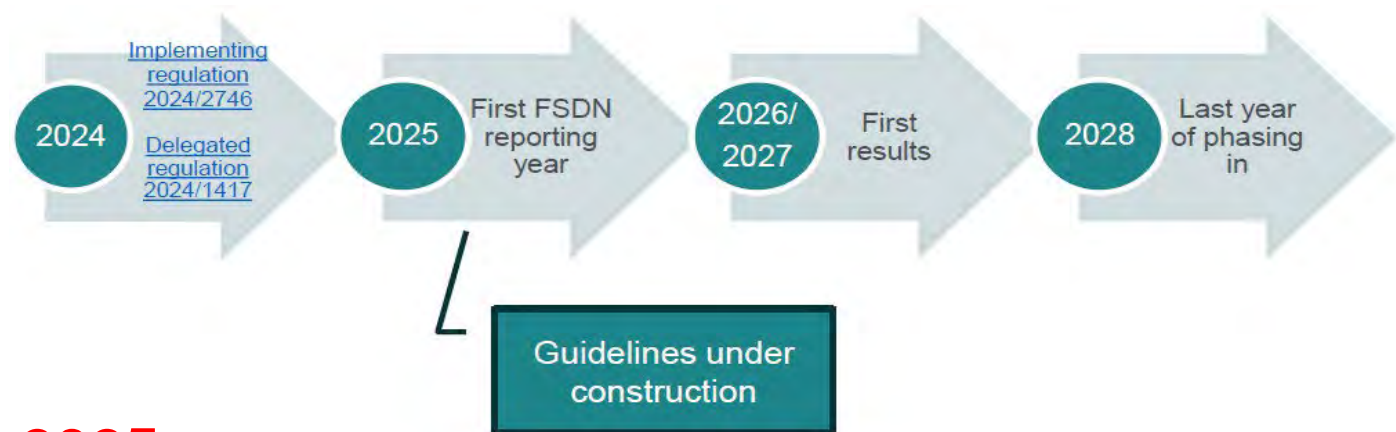 2024
Implementing
regulation
2024/2746
Delegated
regulation
2024/1417
2025
First FSDN
reporting
year
2026/
2027
First
results
2028
Last year
of phasing
in
Guidelines under
construction